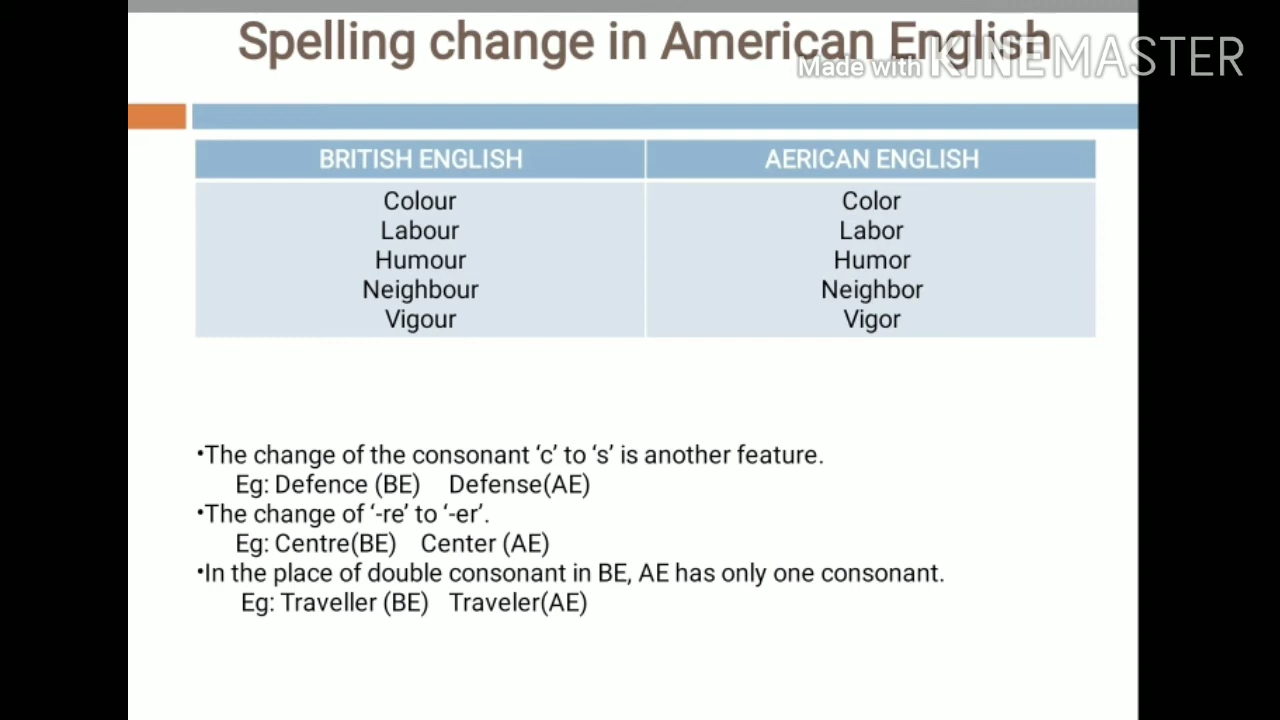 Spelling change in American English
Made with KINEMASTER
BRITISH ENGLISH AERICAN ENGLISH
Colour Color
Labour Labor
Humour Humor
Neighbour Neighbor
Vigour Vigor
•The change of the consonant ‘c’ to ‘s’ is another feature.
Eg: Defence (BE) Defense(AE)
•The change of ‘-re’ to ‘-er’.
Eg: Centre(BE) Center (AE)
•In the place of double consonant in BE, AE has only one consonant.
Eg: Traveller (BE) Traveler(AE)